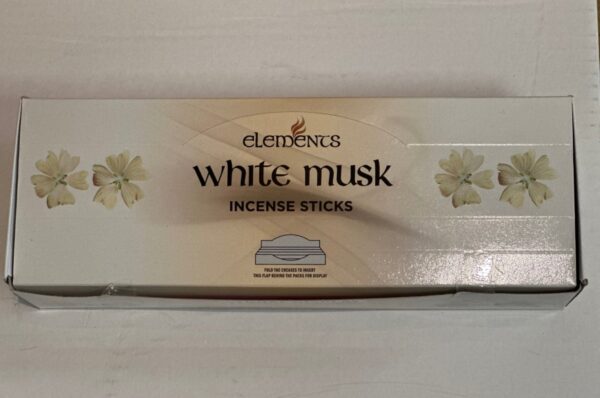 elements
white musk
INCENSE STICKS
FOLD THE CREASES TO INSERT
THIS FLAP BEHIND THE PACKS FOR DISPLAY